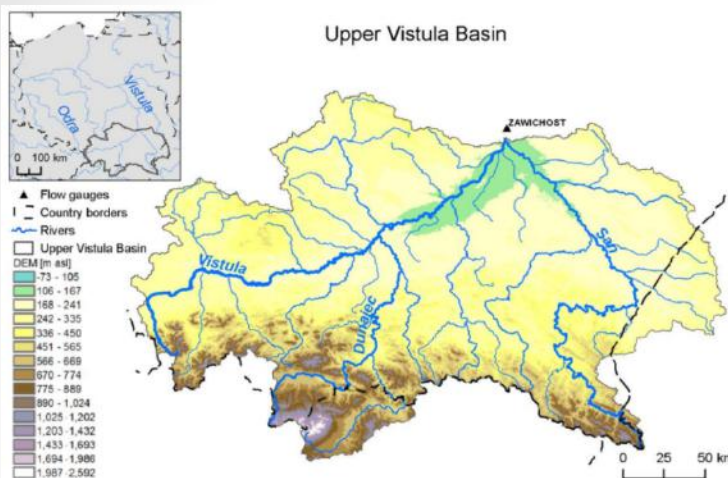 Upper Vistula Basin
Odra
Vistula
0 100 km
ZAWICHOST
Flow gauges
Country borders
Rivers
Upper Vistula Basin
DEM [m asl]
-73 - 105
106 - 167
168 - 241
242 - 335
336 - 450
451 - 565
566 - 669
670 - 774
775 - 889
890 - 1,024
1,025 - 1,202
1,203 - 1,432
1,433 - 1,693
1,694 - 1,986
1,987 - 2,592
Vistula
Dunajec
San
0 25 50 km